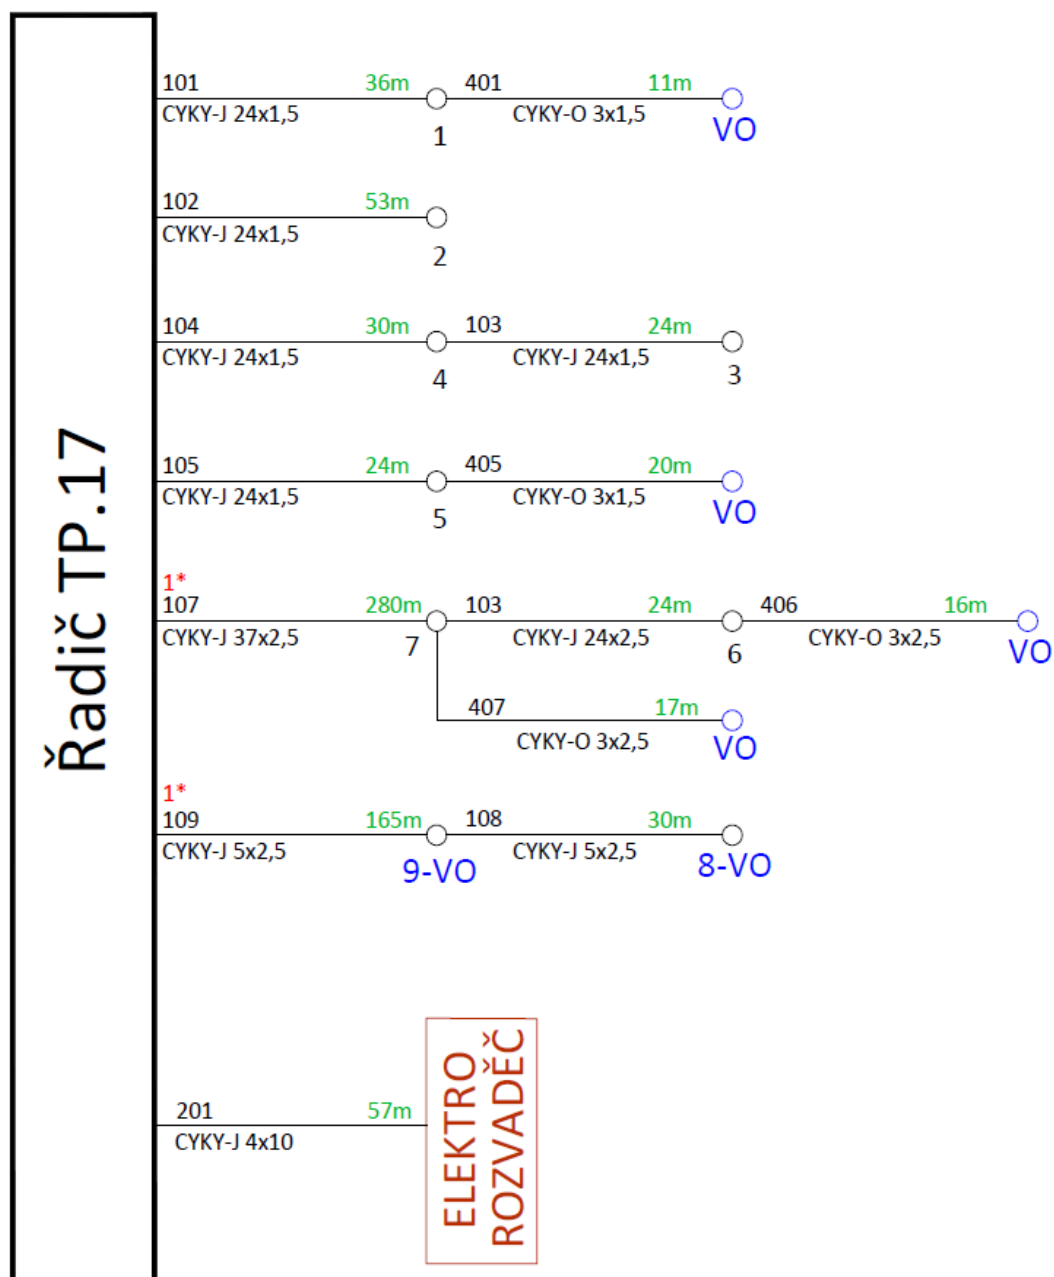 Řadič TP.17
101 36m 401 11m
CYKY-J 24x1,5 CYKY-O 3x1,5
1 VO
102 53m
CYKY-J 24x1,5
2
104 30m 103 24m
CYKY-J 24x1,5 CYKY-J 24x1,5
4 3
105 24m 405 20m
CYKY-J 24x1,5 CYKY-O 3x1,5
5 VO
1*
107 280m 103 24m 406 16m
CYKY-J 37x2,5 CYKY-J 24x2,5 CYKY-O 3x2,5
7 6 VO
407 17m
CYKY-O 3x2,5 VO
1*
109 165m 108 30m
CYKY-J 5x2,5 CYKY-J 5x2,5
9-VO 8-VO
201 57m
CYKY-J 4x10
ELEKTRO
ROZVADĚČ